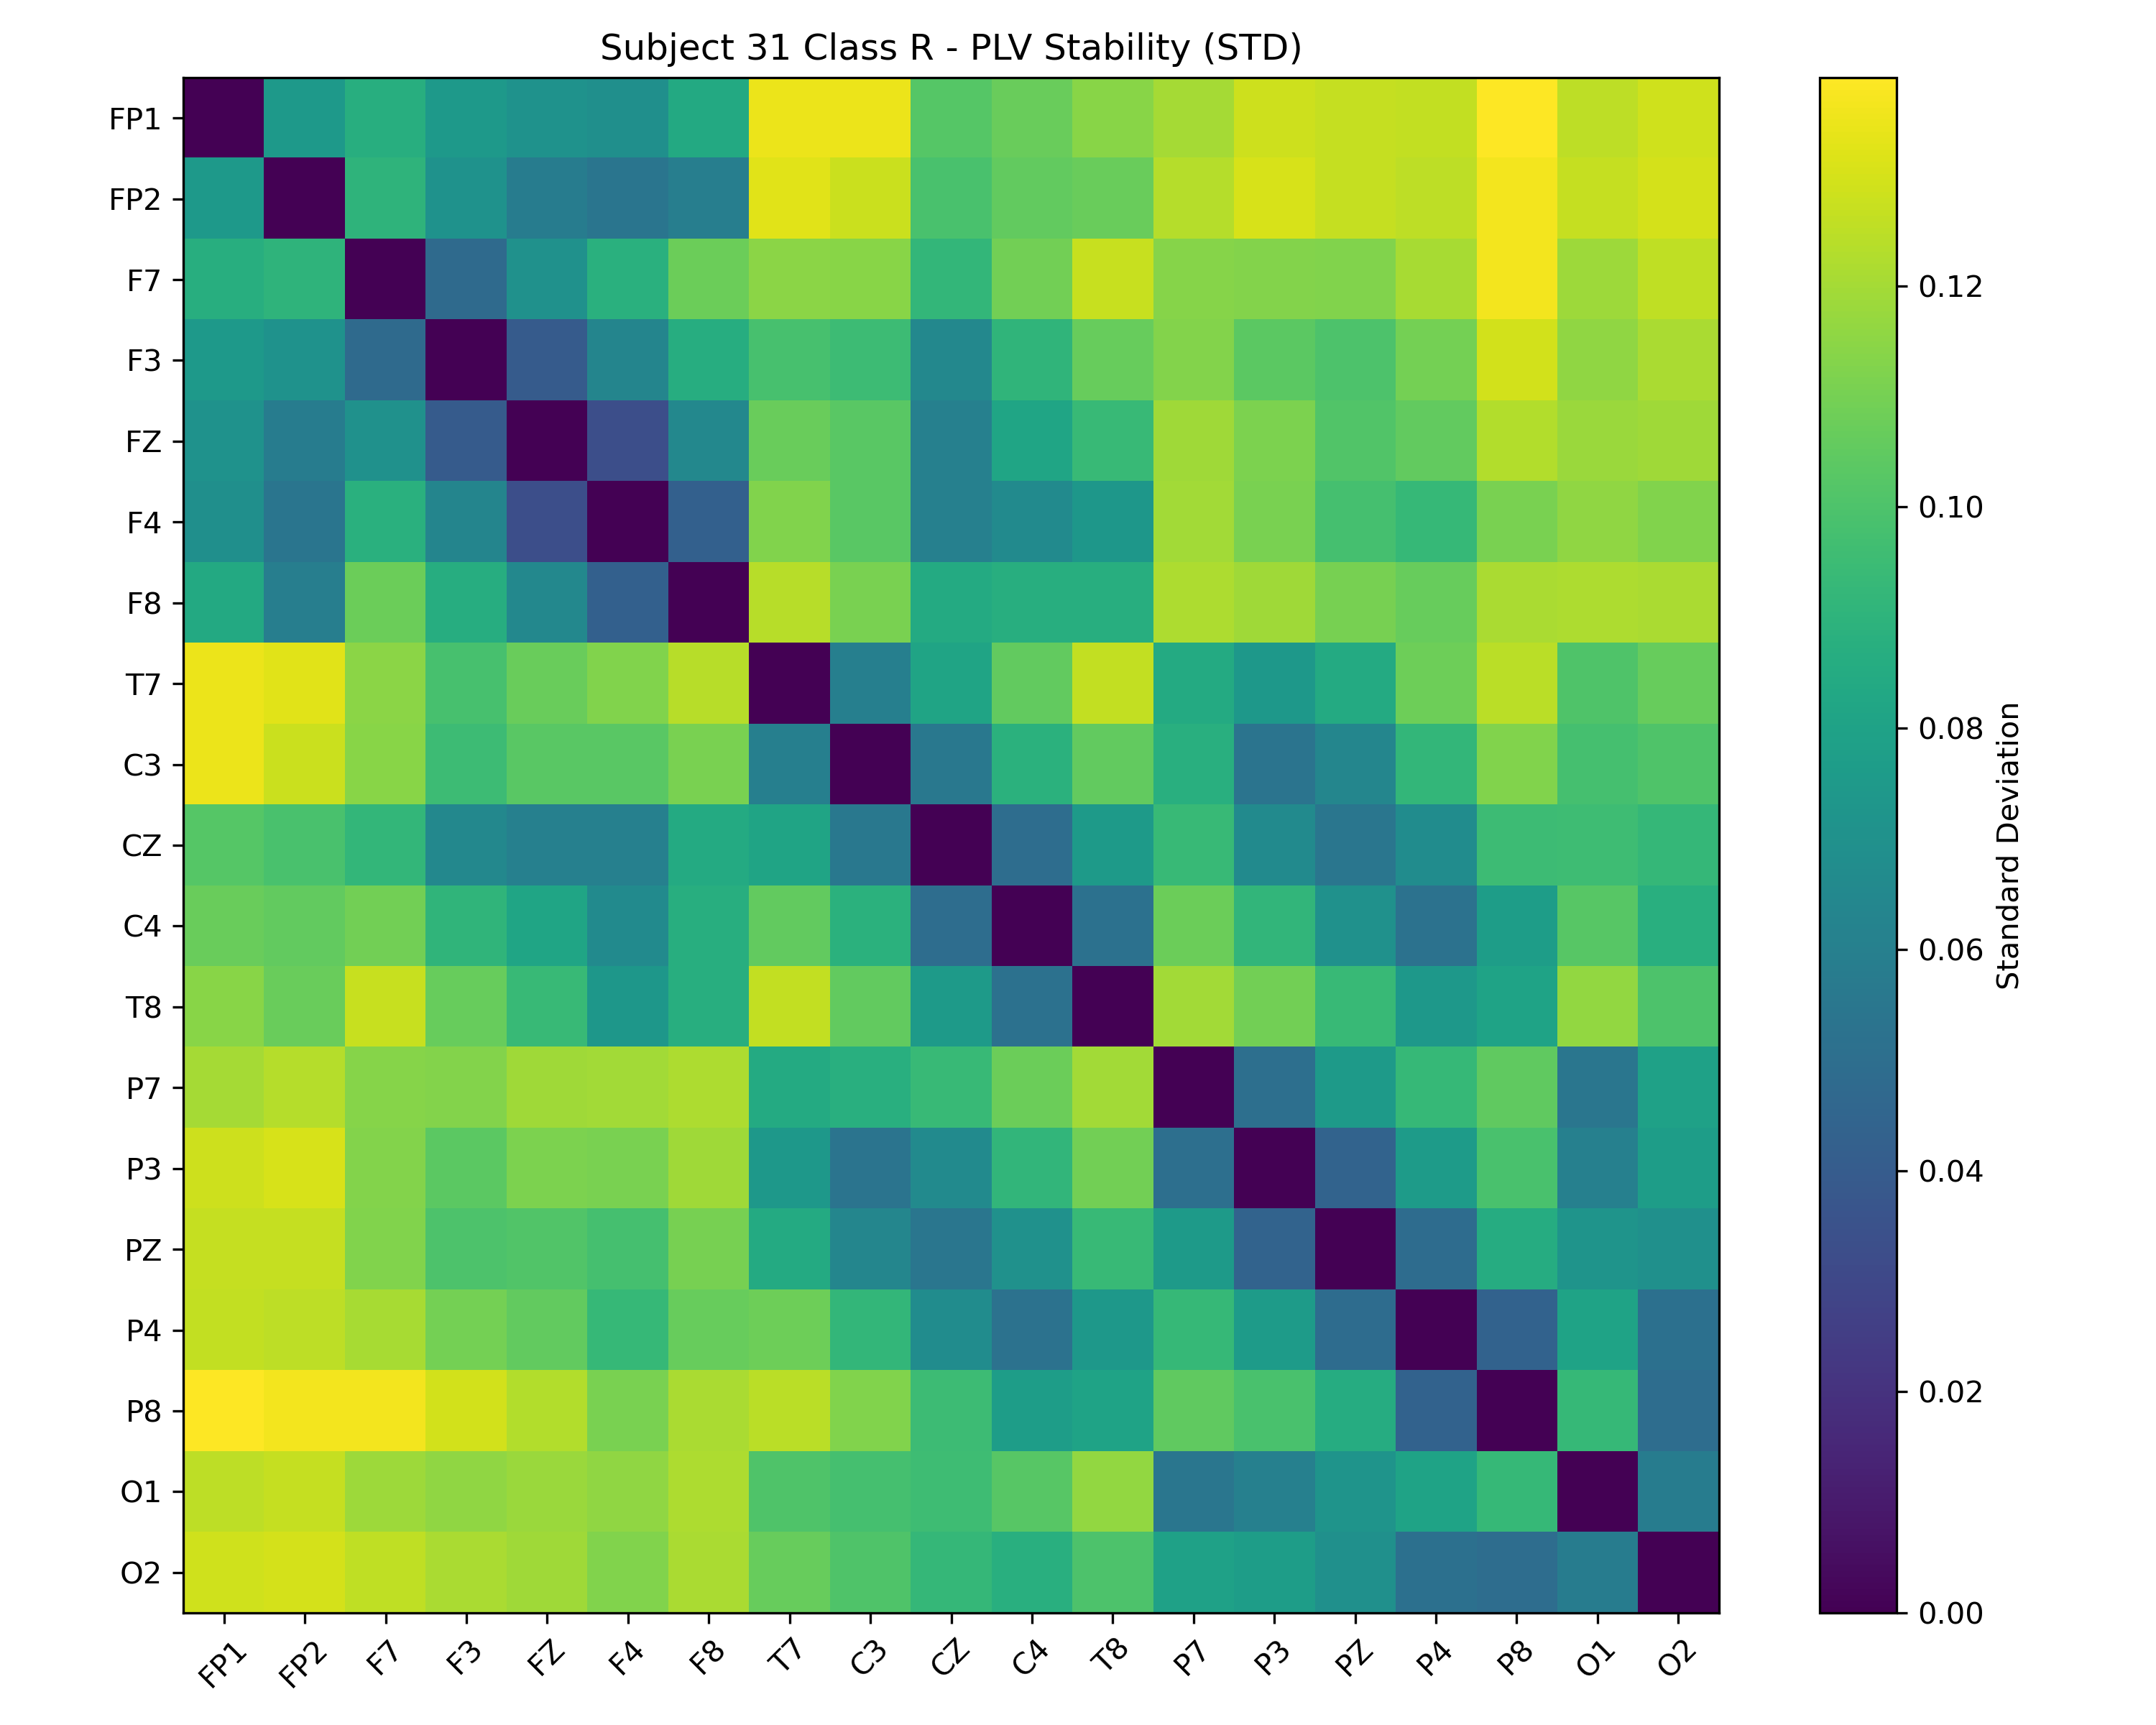 Subject 31 Class R - PLV Stability (STD)
FP1
FP2
F7
F3
FZ
F4
F8
T7
C3
CZ
C4
T8
P7
P3
PZ
P4
P8
O1
O2
FP1 FP2 F7 F3 FZ F4 F8 T7 C3 CZ C4 T8 P7 P3 PZ P4 P8 O1 O2
0.12
0.10
0.08
0.06
0.04
0.02
0.00
Standard Deviation